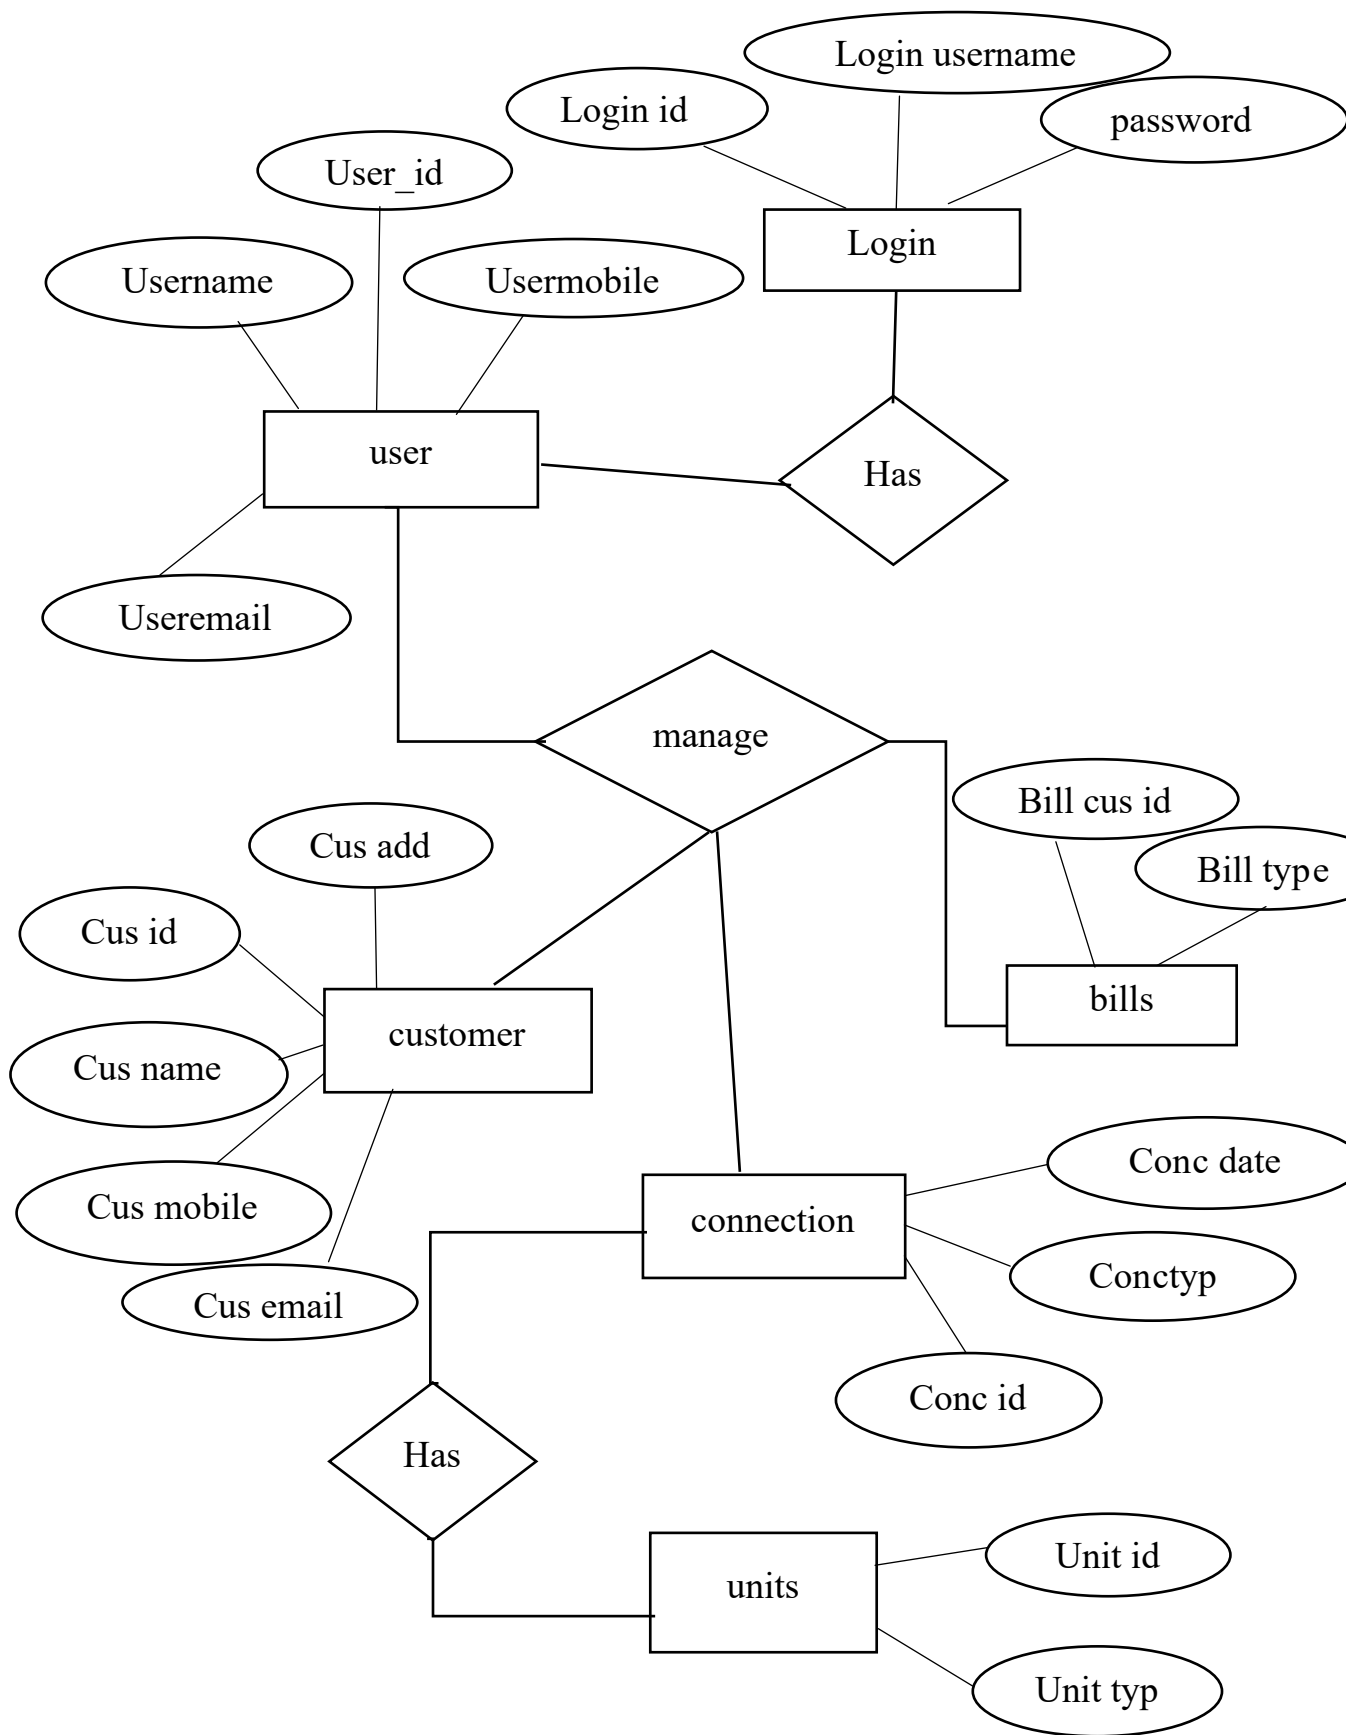 Login username
Login id
password
User_id
Login
Username
Usermobile
user
Has
Useremail
manage
Bill cus id
Cus add
Bill type
Cus id
bills
customer
Cus name
Conc date
Cus mobile
connection
Conctyp
Cus email
Conc id
Has
Unit id
units
Unit typ